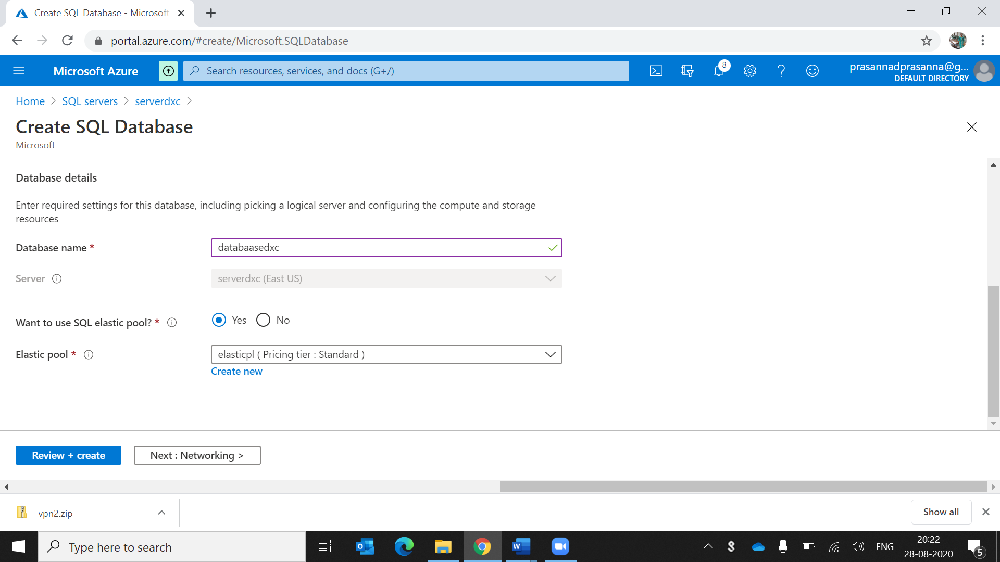 Create SQL Database - Microsoft
portal.azure.com/#create/Microsoft.SQLDatabase
Microsoft Azure
Search resources, services, and docs (G+/)
8
prasannadprasanna@g...
DEFAULT DIRECTORY
Home > SQL servers > serverdxc >
Create SQL Database
Microsoft
Database details
Enter required settings for this database, including picking a logical server and configuring the compute and storage
resources
Database name *
databaasedxc
Server
serverdxc (East US)
Want to use SQL elastic pool? *
Yes
No
Elastic pool *
elasticpl ( Pricing tier : Standard )
Create new
Review + create
Next : Networking >
vpn2.zip
Show all
Type here to search
ENG
20:22
28-08-2020
5